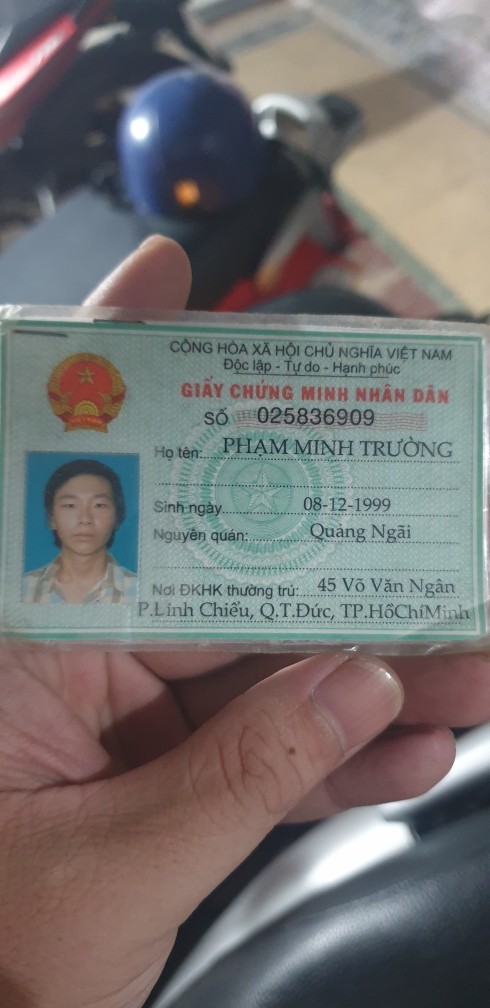 CỘNG HÒA XÃ HỘI CHỦ NGHĨA VIỆT NAM
Độc lập - Tự do - Hạnh phúc
GIẤY CHỨNG MINH NHÂN DÂN
SỐ 025836909
Họ tên: PHẠM MINH TRƯỜNG
Sinh ngày 08-12-1999
Nguyên quán: Quảng Ngãi
Nơi ĐKHK thường trú: 45 Võ Văn Ngân
P.Linh Chiểu, Q.T.Đức, TP.HồChíMinh